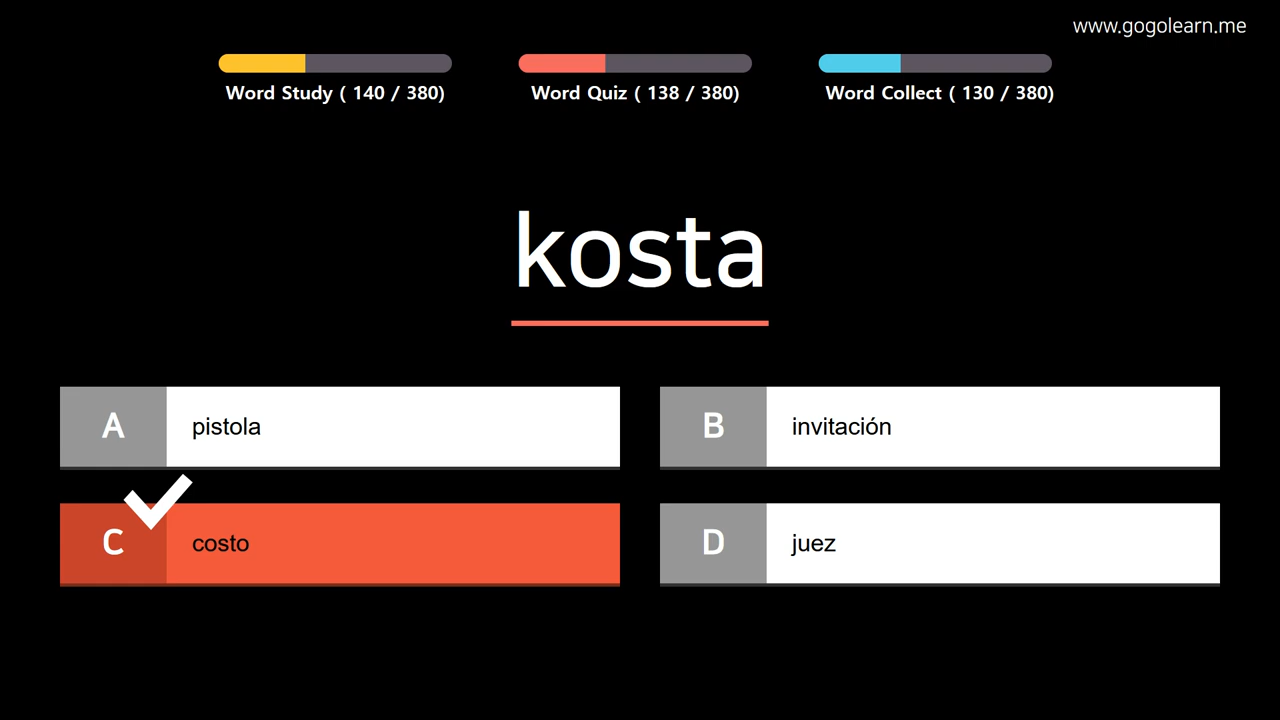 www.gogolearn.me
Word Study ( 140 / 380)
Word Quiz ( 138 / 380)
Word Collect ( 130 / 380)
kosta
A
pistola
B
invitación
C
costo
D
juez